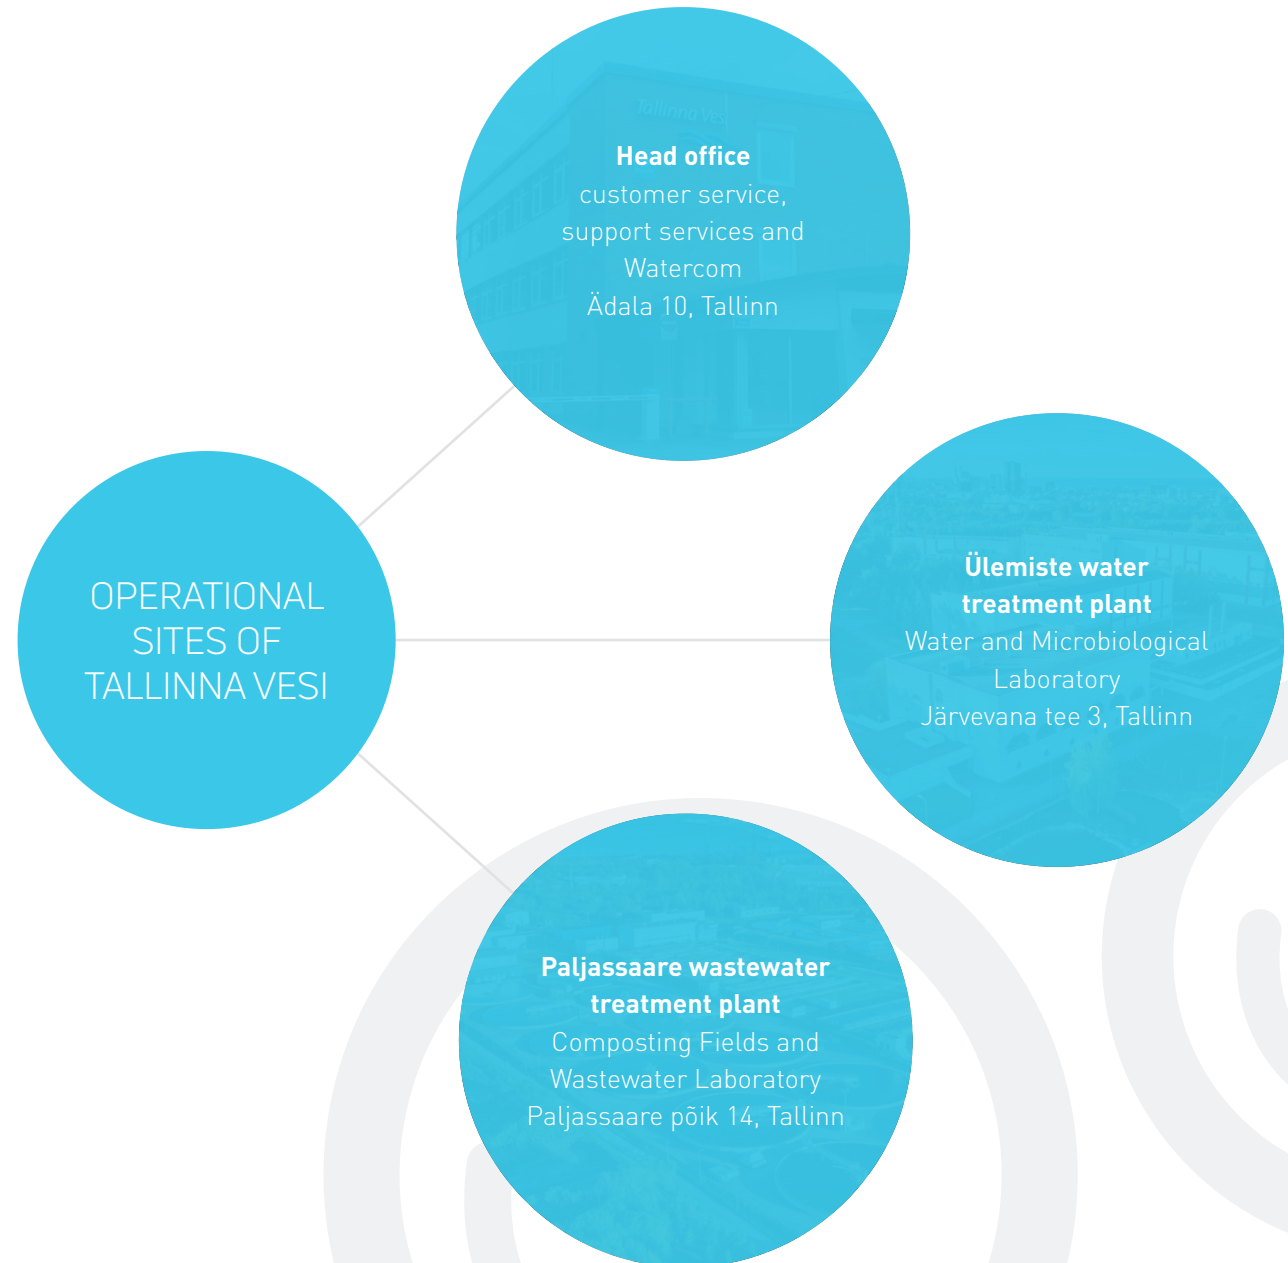 Tallinna Vesi
Head office
customer service,
support services and
Watercom
Ädala 10, Tallinn
OPERATIONAL
SITES OF
TALLINNA VESI
Ülemiste water
treatment plant
Water and Microbiological
Laboratory
Järvevana tee 3, Tallinn
Paljassaare wastewater
treatment plant
Composting Fields and
Wastewater Laboratory
Paljassaare põik 14, Tallinn